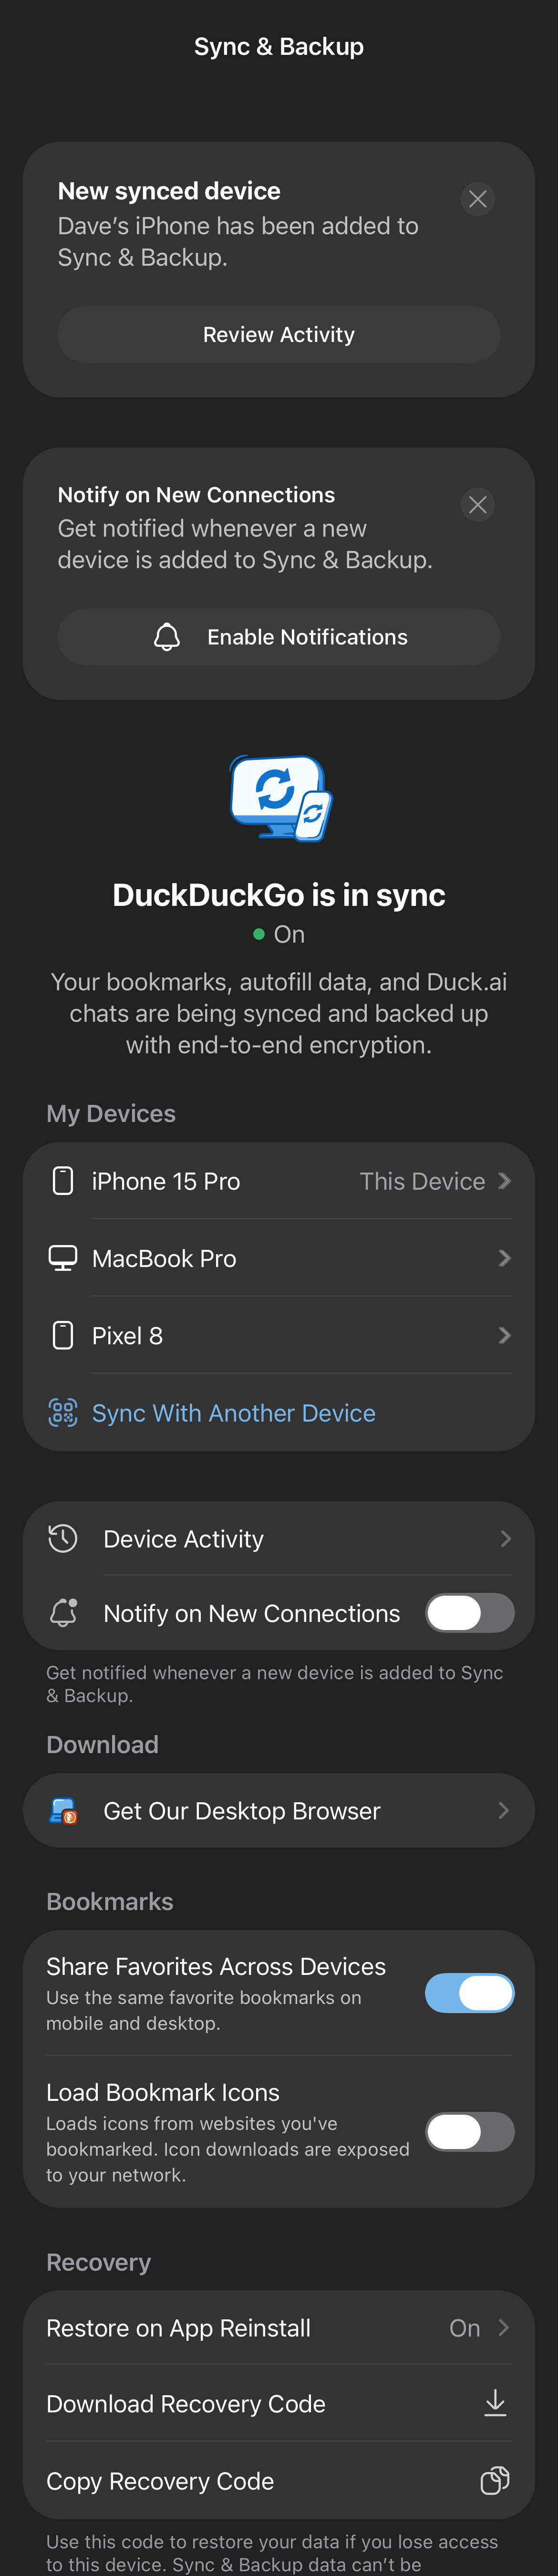 Sync & Backup
New synced device
Dave’s iPhone has been added to
Sync & Backup.
Review Activity
Notify on New Connections
Get notified whenever a new
device is added to Sync & Backup.
Enable Notifications
DuckDuckGo is in sync
On
Your bookmarks, autofill data, and Duck.ai
chats are being synced and backed up
with end-to-end encryption.
My Devices
iPhone 15 Pro This Device
MacBook Pro
Pixel 8
Sync With Another Device
Device Activity
Notify on New Connections
Get notified whenever a new device is added to Sync
& Backup.
Download
Get Our Desktop Browser
Bookmarks
Share Favorites Across Devices
Use the same favorite bookmarks on
mobile and desktop.
Load Bookmark Icons
Loads icons from websites you've
bookmarked. Icon downloads are exposed
to your network.
Recovery
Restore on App Reinstall On
Download Recovery Code
Copy Recovery Code
Use this code to restore your data if you lose access
to this device. Sync & Backup data can’t be